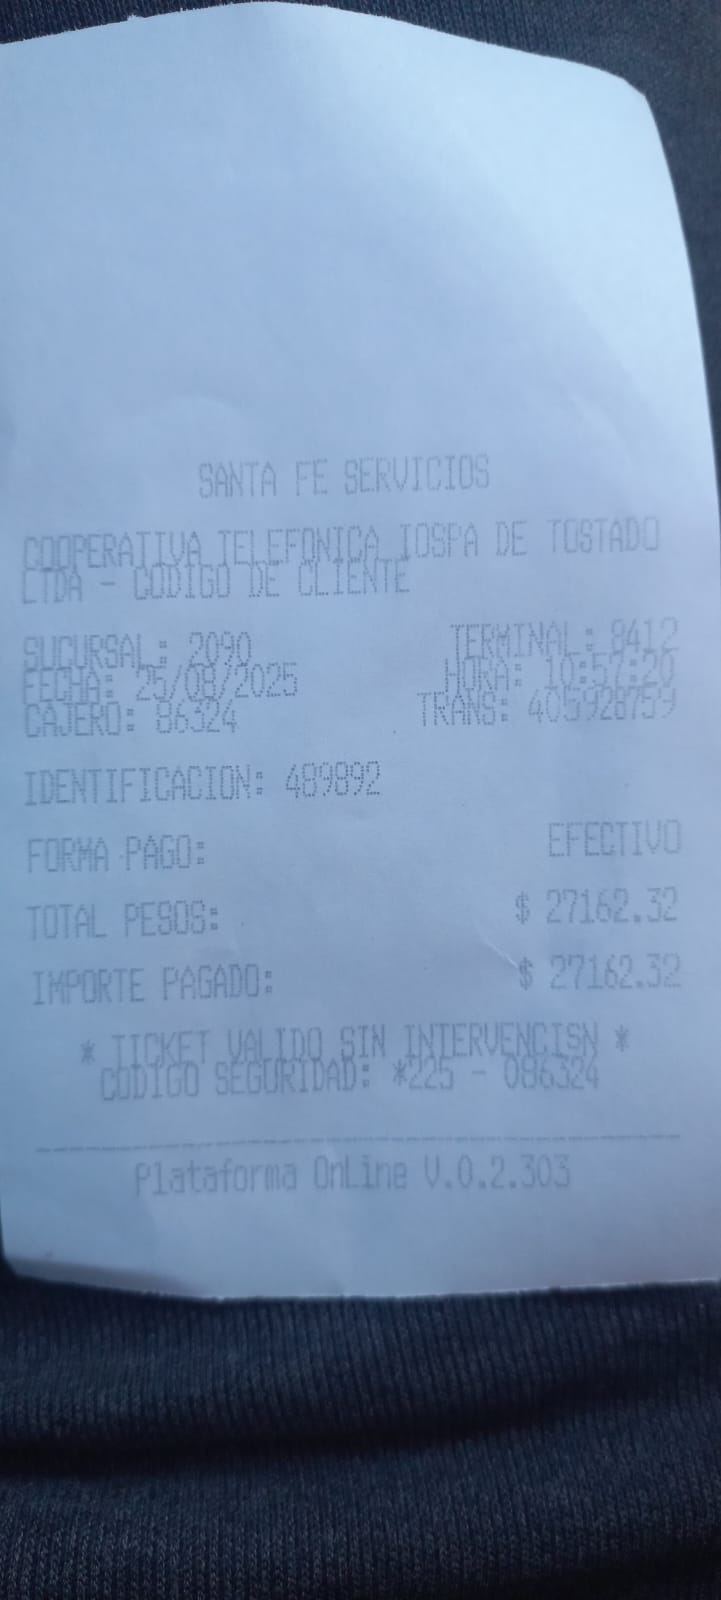 SANTA FE SERVICIOS
COOPERATIVA TELEFONICA IOSPA DE TOSTADO
LTDA - CODIGO DE CLIENTE
SUCURSAL: 2090 TERMINAL: 8412
FECHA: 25/08/2025 HORA: 10:57:20
CAJERO: 86324 TRANS: 405928759
IDENTIFICACION: 489892
FORMA PAGO: EFECTIVO
TOTAL PESOS: $ 27162.32
IMPORTE PAGADO: $ 27162.32
* TICKET VALIDO SIN INTERVENCISN *
CODIGO SEGURIDAD: *225 - 086324
Plataforma OnLine V.0.2.303